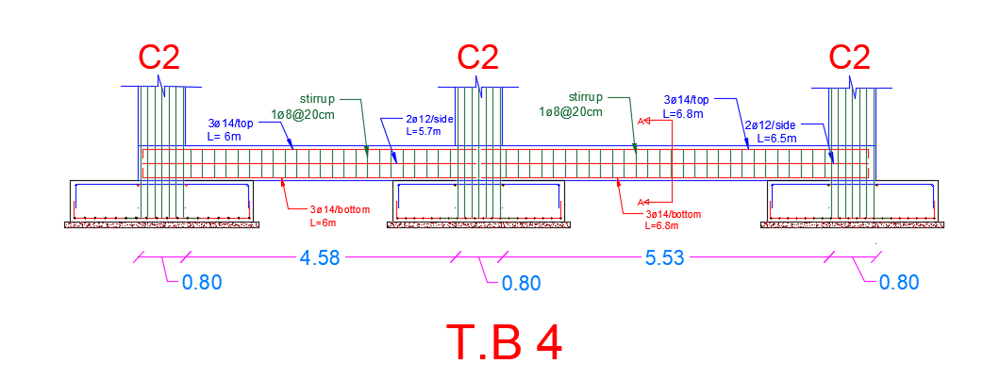 C2
C2
C2
stirrup
1ø8@20cm
stirrup
1ø8@20cm
3ø14/top
L= 6m
2ø12/side
L=5.7m
3ø14/top
L=6.8m
2ø12/side
L=6.5m
A
A
3ø14/bottom
L=6m
3ø14/bottom
L=6.8m
4.58
5.53
0.80
0.80
0.80
T.B 4